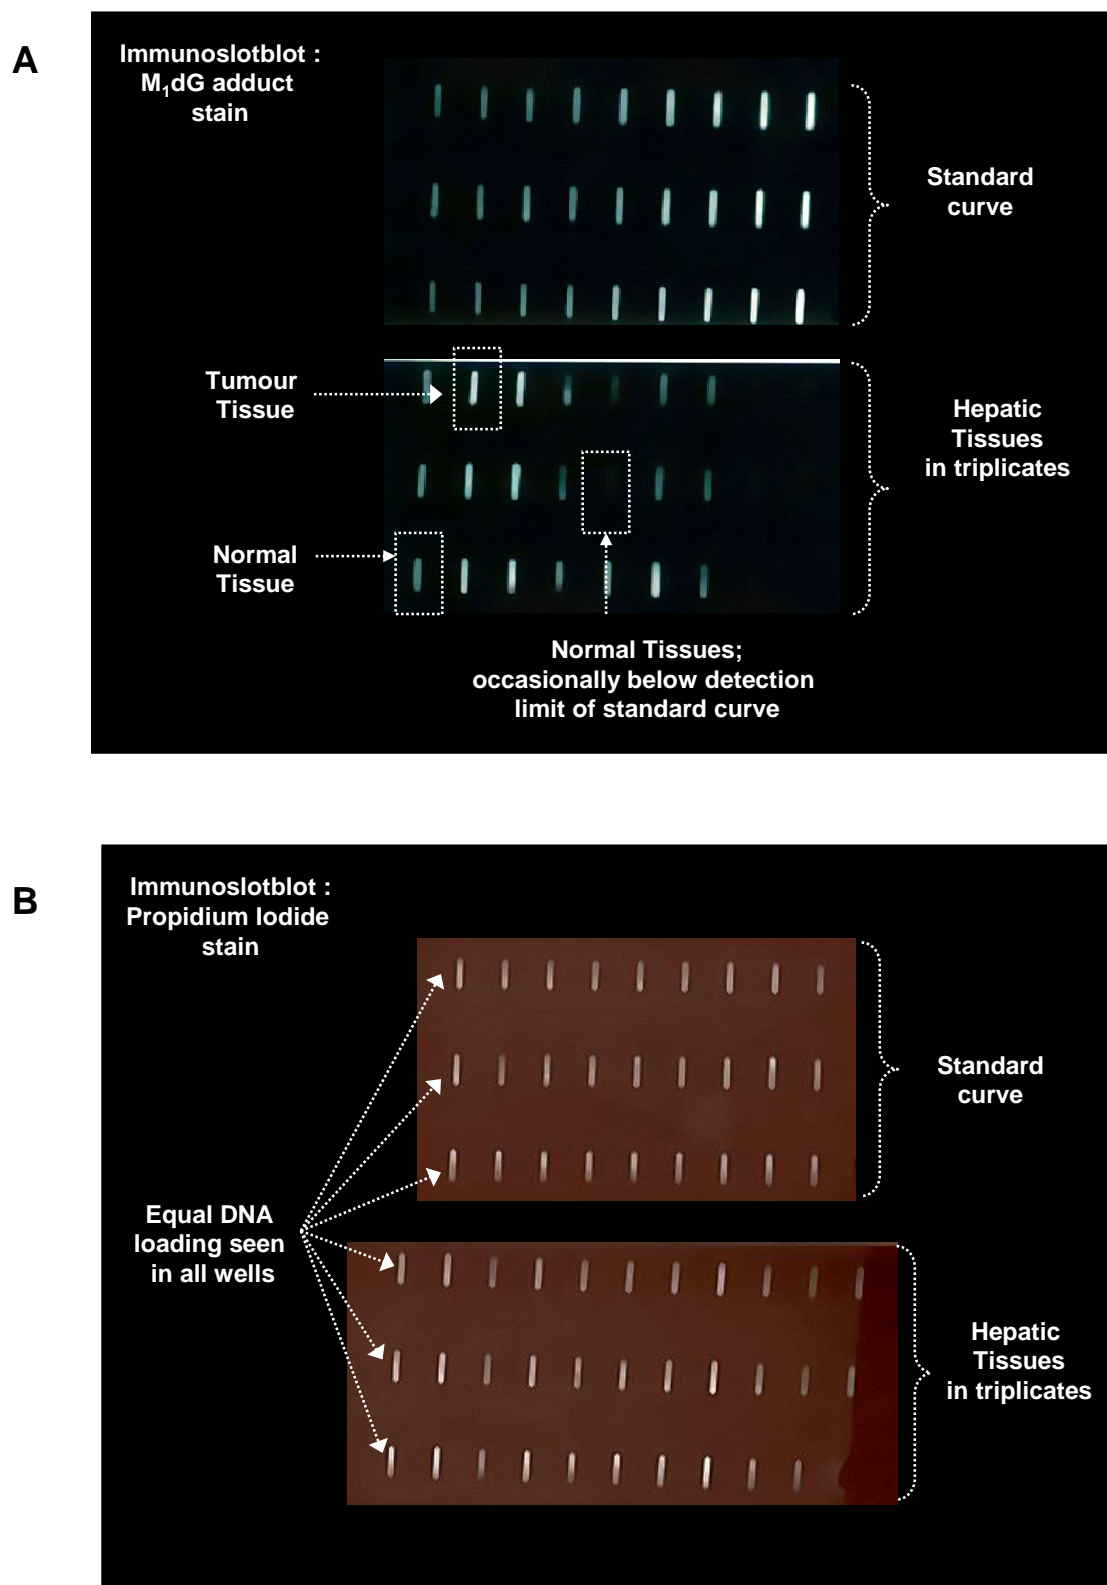 A
Immunoslotblot :
M₁dG adduct
stain
Standard
curve
Tumour
Tissue
Hepatic
Tissues
in triplicates
Normal
Tissue
Normal Tissues;
occasionally below detection
limit of standard curve
B
Immunoslotblot :
Propidium Iodide
stain
Standard
curve
Equal DNA
loading seen
in all wells
Hepatic
Tissues
in triplicates